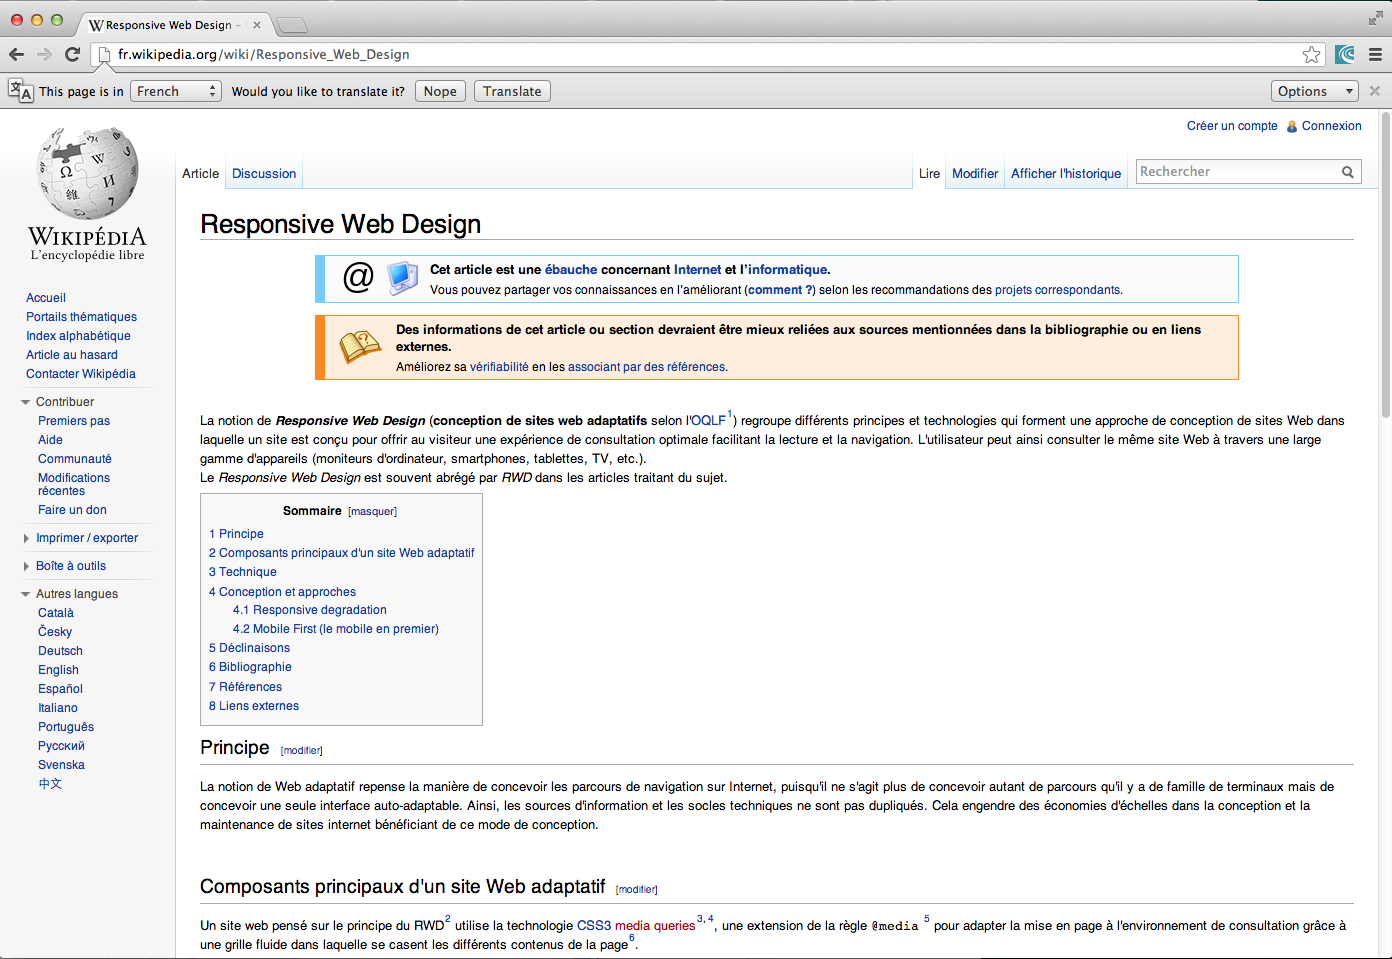 Responsive Web Design –
fr.wikipedia.org/wiki/Responsive_Web_Design
This page is in French Would you like to translate it? Nope Translate Options
Créer un compte Connexion
Article Discussion Lire Modifier Afficher l'historique Rechercher
WIKIPÉDIA
L'encyclopédie libre
Accueil
Portails thématiques
Index alphabétique
Article au hasard
Contacter Wikipédia
Contribuer
Premiers pas
Aide
Communauté
Modifications
récentes
Faire un don
Imprimer / exporter
Boîte à outils
Autres langues
Català
Česky
Deutsch
English
Español
Italiano
Português
Русский
Svenska
中文
Responsive Web Design
@
Cet article est une ébauche concernant Internet et l'informatique.
Vous pouvez partager vos connaissances en l'améliorant (comment ?) selon les recommandations des projets correspondants.
Des informations de cet article ou section devraient être mieux reliées aux sources mentionnées dans la bibliographie ou en liens
externes.
Améliorez sa vérifiabilité en les associant par des références.
La notion de Responsive Web Design (conception de sites web adaptatifs selon l'OQLF1) regroupe différents principes et technologies qui forment une approche de conception de sites Web dans
laquelle un site est conçu pour offrir au visiteur une expérience de consultation optimale facilitant la lecture et la navigation. L'utilisateur peut ainsi consulter le même site Web à travers une large
gamme d'appareils (moniteurs d'ordinateur, smartphones, tablettes, TV, etc.).
Le Responsive Web Design est souvent abrégé par RWD dans les articles traitant du sujet.
Sommaire [masquer]
1 Principe
2 Composants principaux d'un site Web adaptatif
3 Technique
4 Conception et approches
4.1 Responsive degradation
4.2 Mobile First (le mobile en premier)
5 Déclinaisons
6 Bibliographie
7 Références
8 Liens externes
Principe [modifier]
La notion de Web adaptatif repense la manière de concevoir les parcours de navigation sur Internet, puisqu'il ne s'agit plus de concevoir autant de parcours qu'il y a de famille de terminaux mais de
concevoir une seule interface auto-adaptable. Ainsi, les sources d'information et les socles techniques ne sont pas dupliqués. Cela engendre des économies d'échelles dans la conception et la
maintenance de sites internet bénéficiant de ce mode de conception.
Composants principaux d'un site Web adaptatif [modifier]
Un site web pensé sur le principe du RWD2 utilise la technologie CSS3 media queries3, 4, une extension de la règle @media 5 pour adapter la mise en page à l'environnement de consultation grâce à
une grille fluide dans laquelle se casent les différents contenus de la page6.